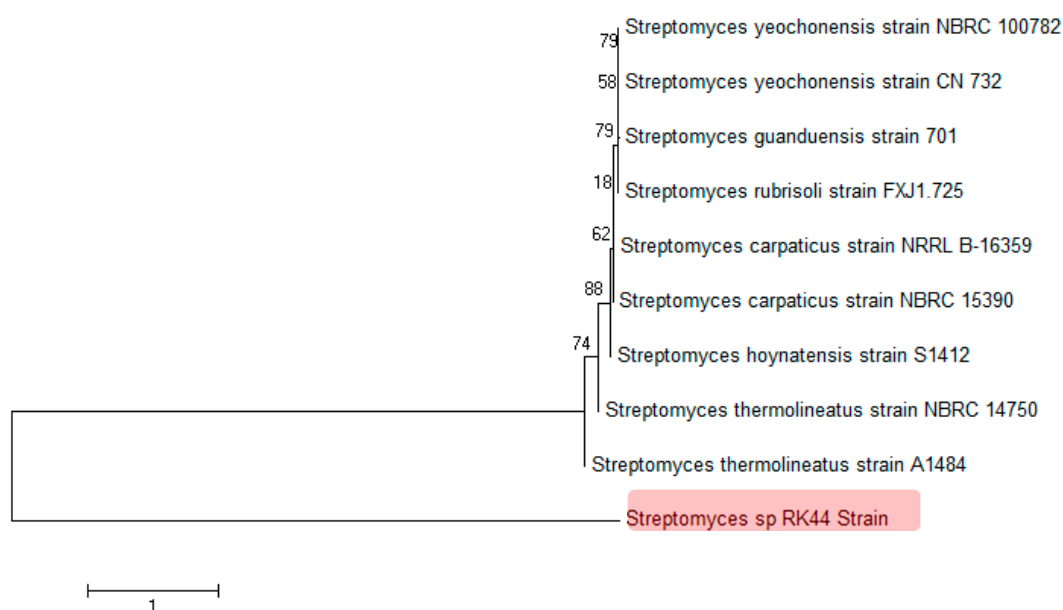 Streptomyces yeochonensis strain NBRC 100782
79
58
Streptomyces yeochonensis strain CN 732
79
Streptomyces guanduensis strain 701
18
Streptomyces rubrisoli strain FXJ1.725
62
Streptomyces carpaticus strain NRRL B-16359
88
Streptomyces carpaticus strain NBRC 15390
74
Streptomyces hoynatensis strain S1412
Streptomyces thermolineatus strain NBRC 14750
Streptomyces thermolineatus strain A1484
Streptomyces sp RK44 Strain
1